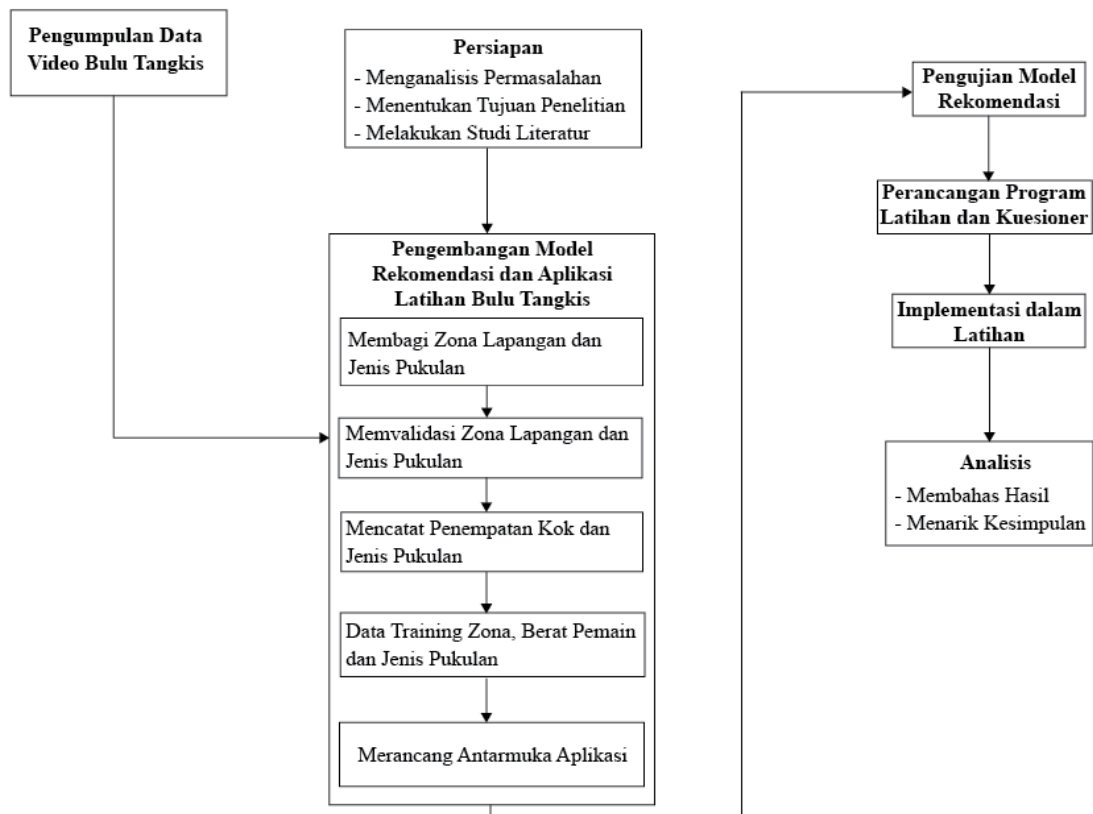 Pengumpulan Data
Video Bulu Tangkis
Persiapan
- Menganalisis Permasalahan
- Menentukan Tujuan Penelitian
- Melakukan Studi Literatur
Pengembangan Model
Rekomendasi dan Aplikasi
Latihan Bulu Tangkis
Membagi Zona Lapangan dan
Jenis Pukulan
Memvalidasi Zona Lapangan dan
Jenis Pukulan
Mencatat Penempatan Kok dan
Jenis Pukulan
Data Training Zona, Berat Pemain
dan Jenis Pukulan
Merancang Antarmuka Aplikasi
Pengujian Model
Rekomendasi
Perancangan Program
Latihan dan Kuesioner
Implementasi dalam
Latihan
Analisis
- Membahas Hasil
- Menarik Kesimpulan